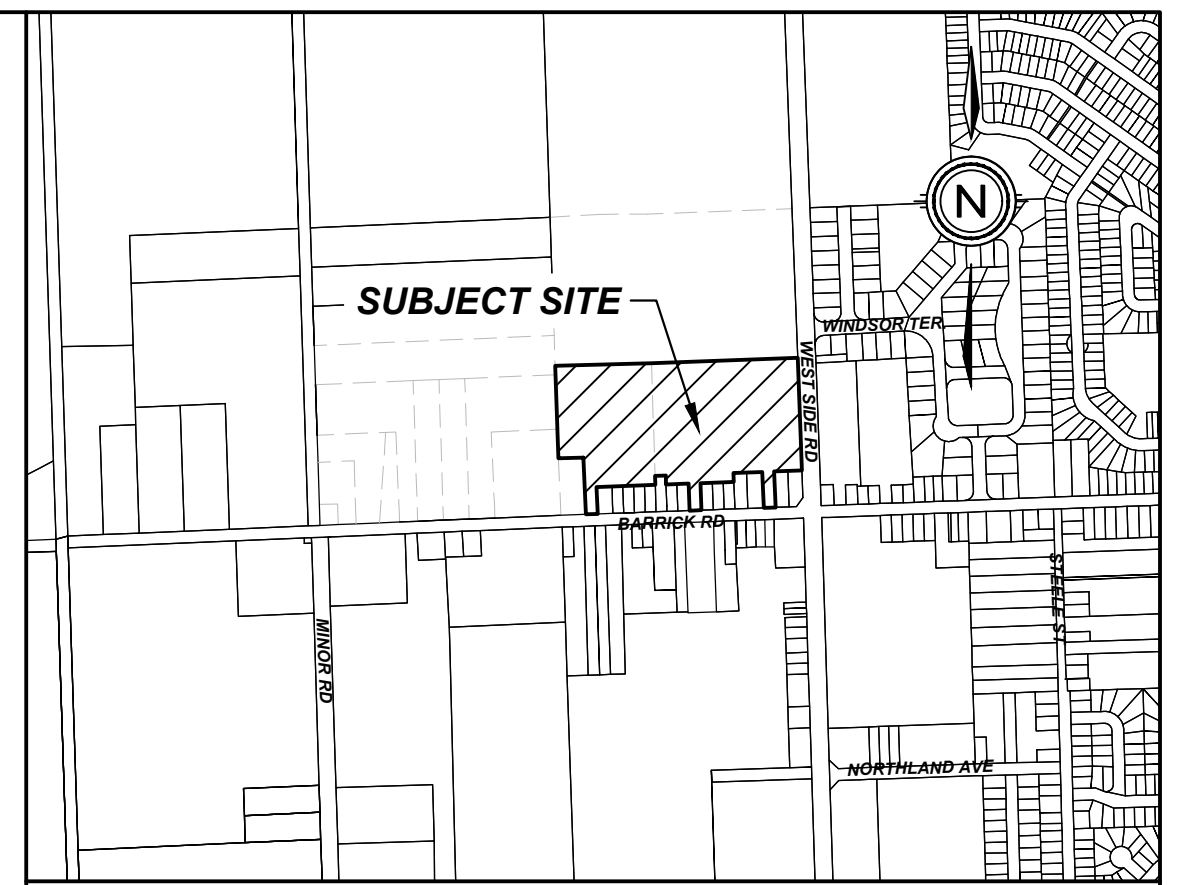 N
SUBJECT SITE
WINDSOR TER.
WEST SIDE RD
BARRICK RD
STEELE ST
MINOR RD
NORTHLAND AVE